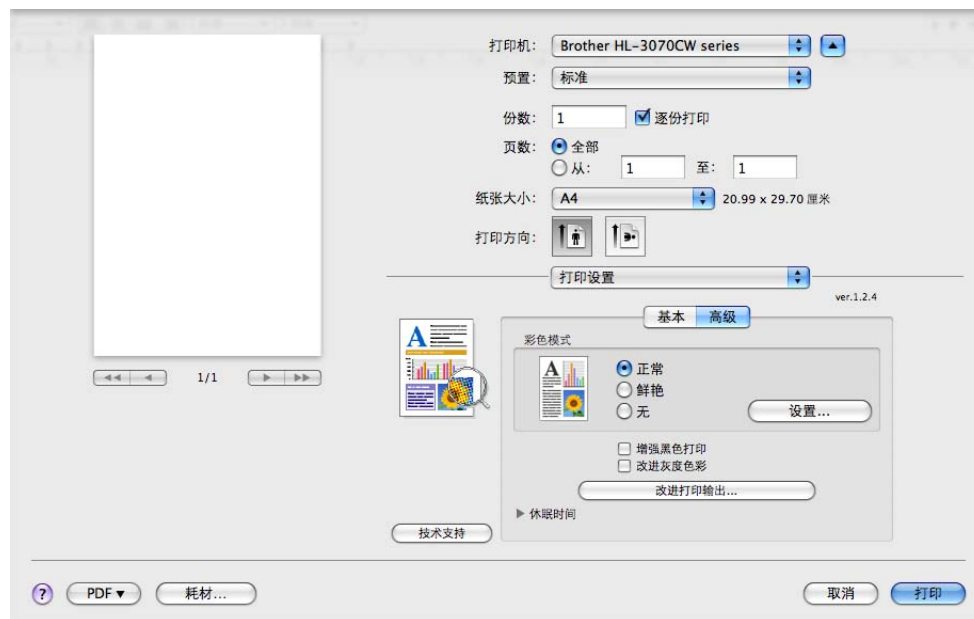 打印机: Brother HL-3070CW series
预置: 标准
份数: 1 逐份打印
页数: 全部
从: 1 至: 1
纸张大小: A4 20.99 x 29.70 厘米
打印方向:
打印设置
ver.1.2.4
基本 高级
彩色模式
正常
鲜艳
无 设置...
增强黑色打印
改进灰度色彩
改进打印输出...
休眠时间
技术支持
1/1
? PDF▼ 耗材... 取消 打印